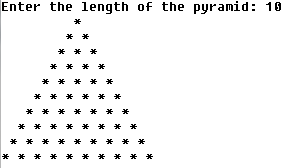 Enter the length of the pyramid: 10
*
* *
* * *
* * * *
* * * * *
* * * * * *
* * * * * * *
* * * * * * * *
* * * * * * * * *
* * * * * * * * * *